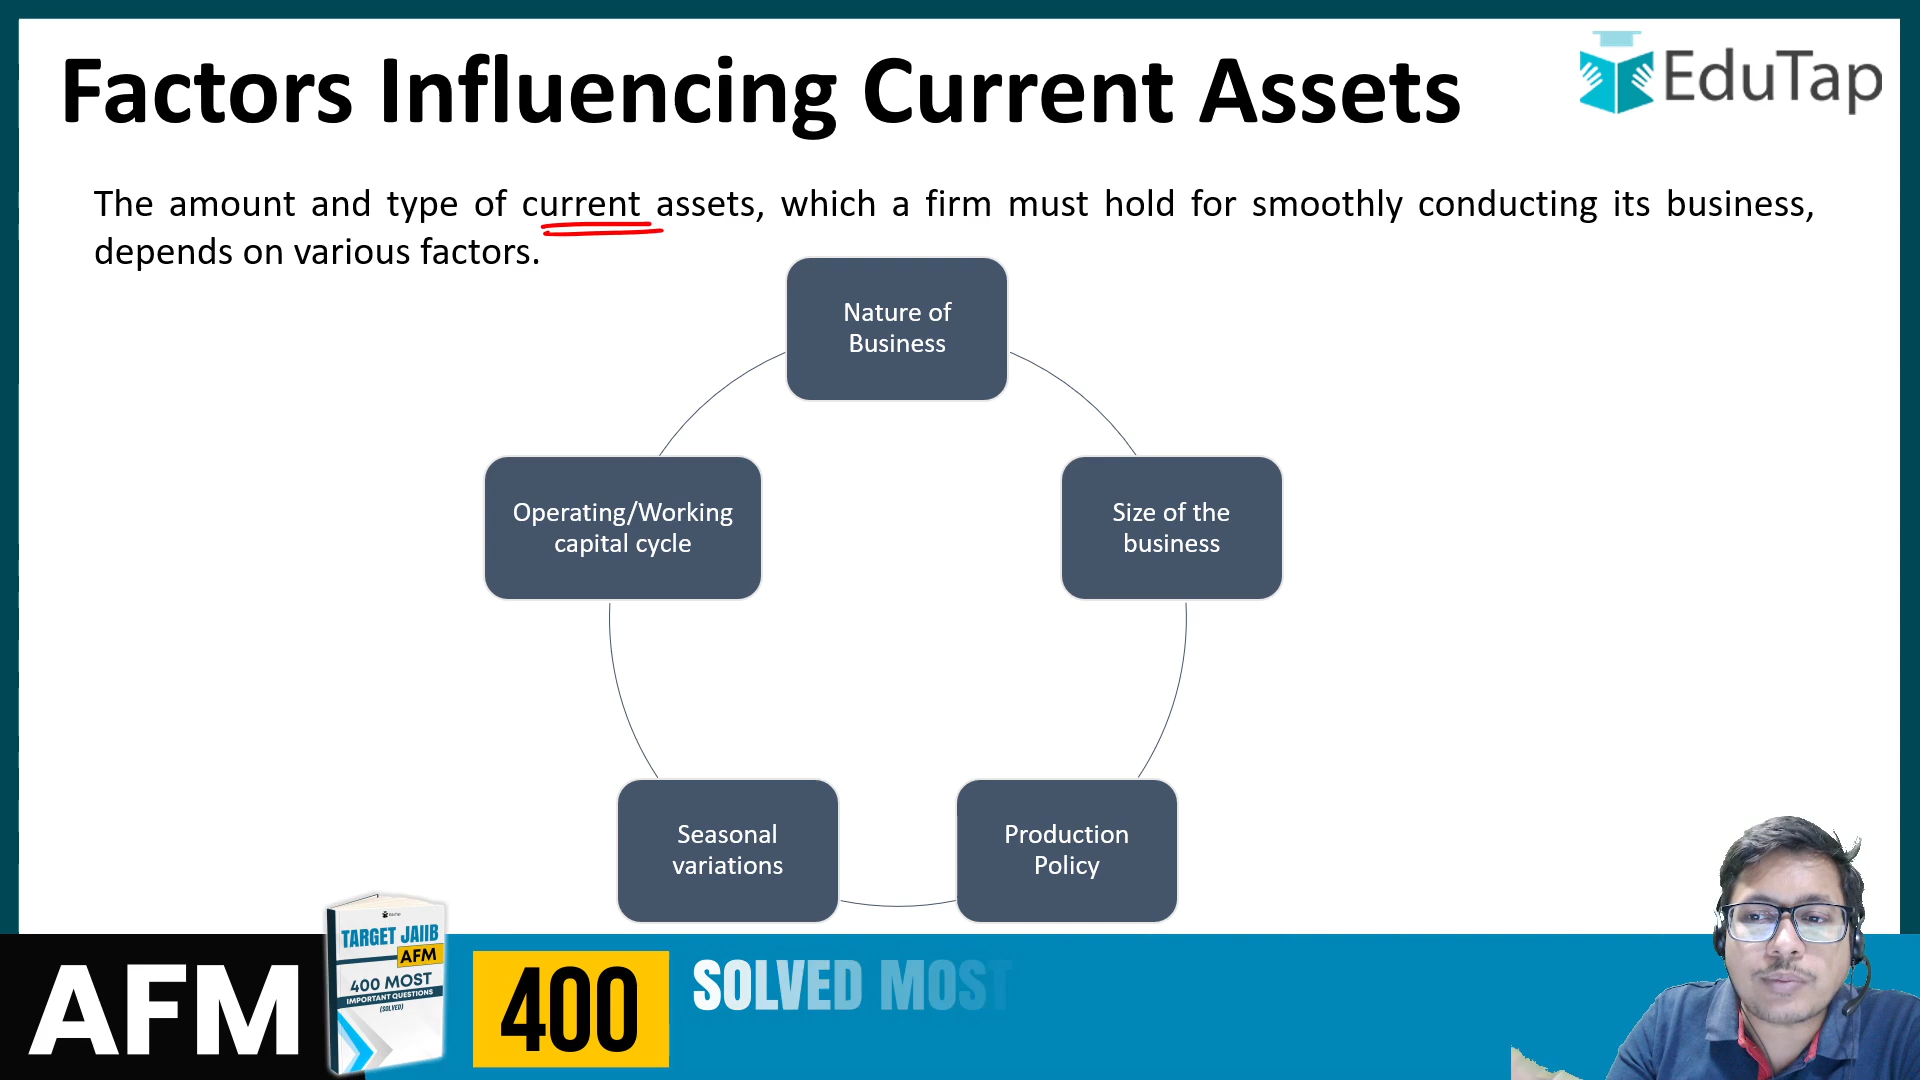 Factors Influencing Current Assets
EduTap
The amount and type of current assets, which a firm must hold for smoothly conducting its business,
depends on various factors.
Nature of
Business
Operating/Working
capital cycle
Size of the
business
Seasonal
variations
Production
Policy
AFM
EduTap
TARGET JAIIB
AFM
400 MOST
IMPORTANT QUESTIONS
(SOLVED)
400
SOLVED MOST